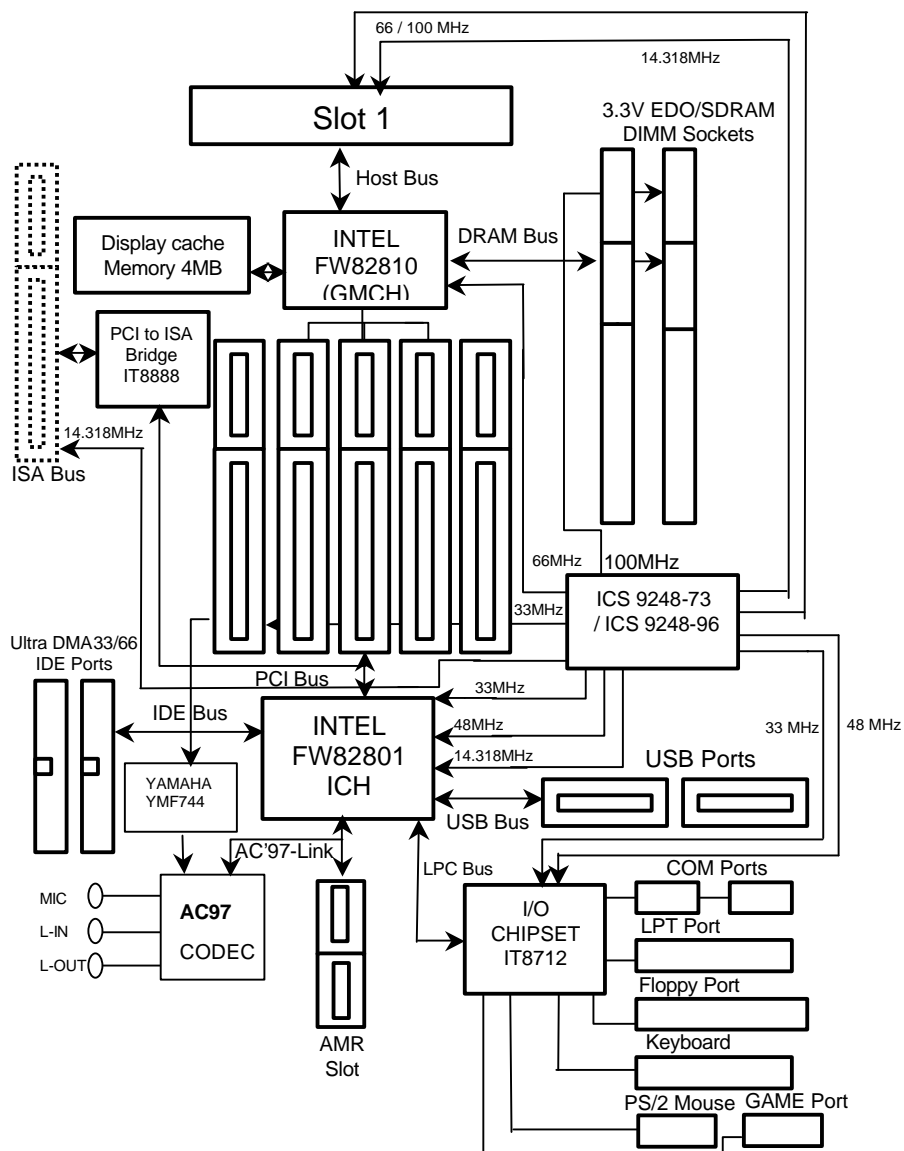 66 / 100 MHz
14.318MHz
Slot 1
3.3V EDO/SDRAM
DIMM Sockets
Host Bus
Display cache
Memory 4MB
INTEL
FW82810
(GMCH)
DRAM Bus
PCI to ISA
Bridge
IT8888
14.318MHz
ISA Bus
66MHz
100MHz
ICS 9248-73
/ ICS 9248-96
33MHz
Ultra DMA33/66
IDE Ports
PCI Bus
33MHz
IDE Bus
INTEL
FW82801
ICH
48MHz
14.318MHz
33 MHz
48 MHz
YAMAHA
YMF744
USB Ports
USB Bus
AC'97-Link
LPC Bus
COM Ports
MIC
L-IN
L-OUT
AC97
CODEC
I/O
CHIPSET
IT8712
LPT Port
Floppy Port
Keyboard
AMR
Slot
PS/2 Mouse
GAME Port